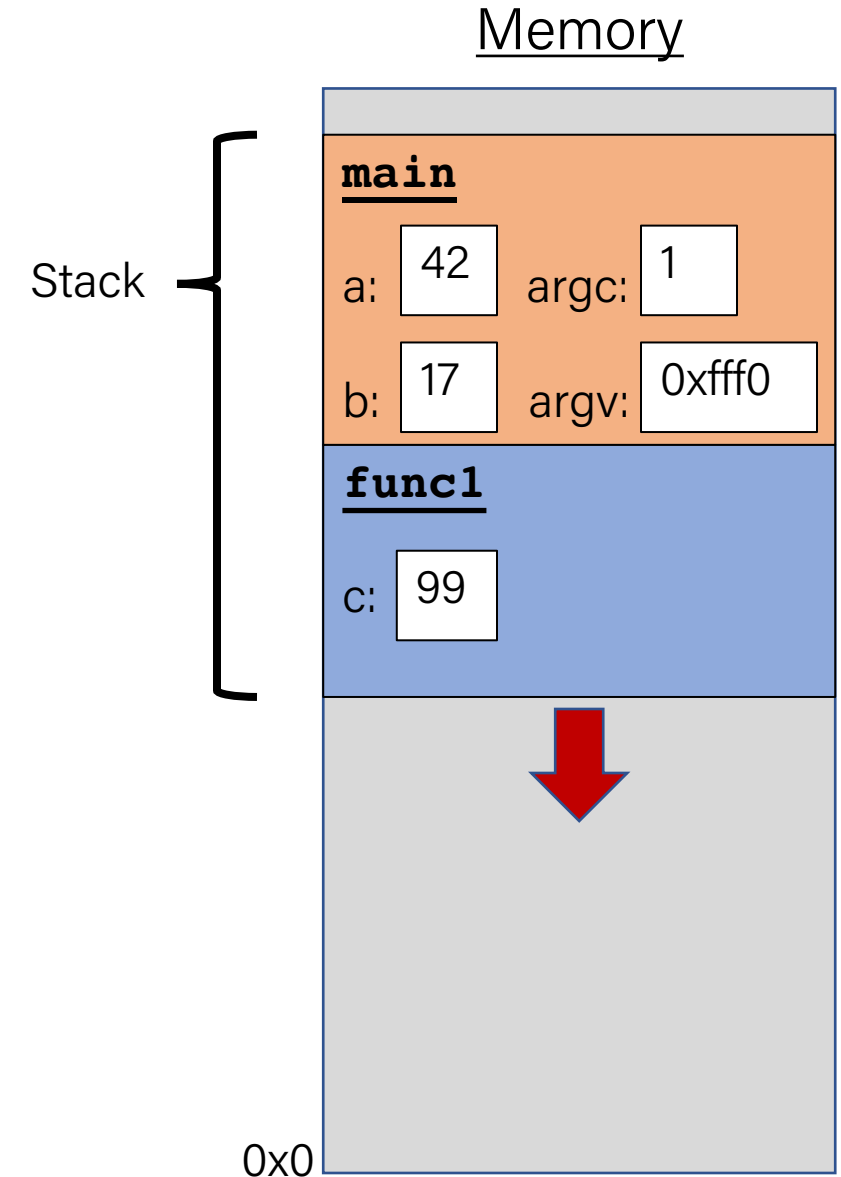 Memory
main
Stack
a: 42 argc: 1
b: 17 argv: 0xfff0
func1
c: 99
0x0